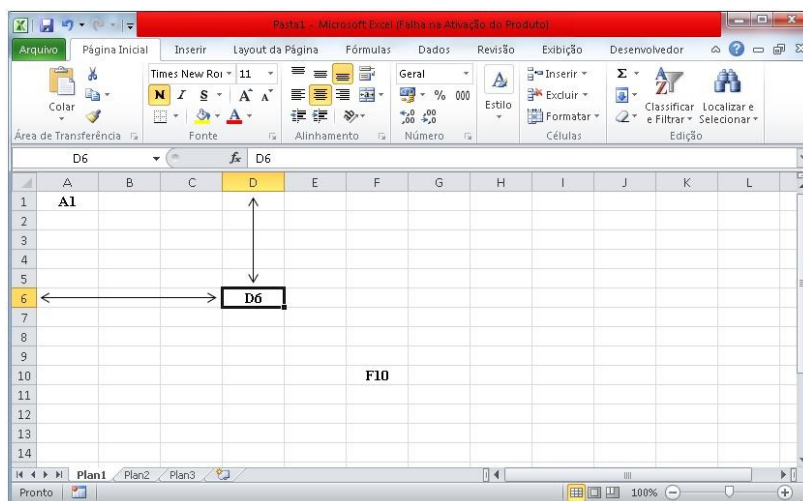 Pasta1 - Microsoft Excel (Falha na Ativação do Produto)
Arquivo Página Inicial Inserir Layout da Página Fórmulas Dados Revisão Exibição Desenvolvedor
Times New Ror 11 Geral Inserir Σ
Colar N I S A A % 000 Estilo Excluir Classificar e Filtrar Localizar e Selecionar
A Formatar
Área de Transferência Fonte Alinhamento Número Células Edição
D6 fx D6
A B C D E F G H I J K L
1 A1
2
3
4
5
6 D6
7
8
9
10 F10
11
12
13
14
Plan1 Plan2 Plan3
Pronto 100%